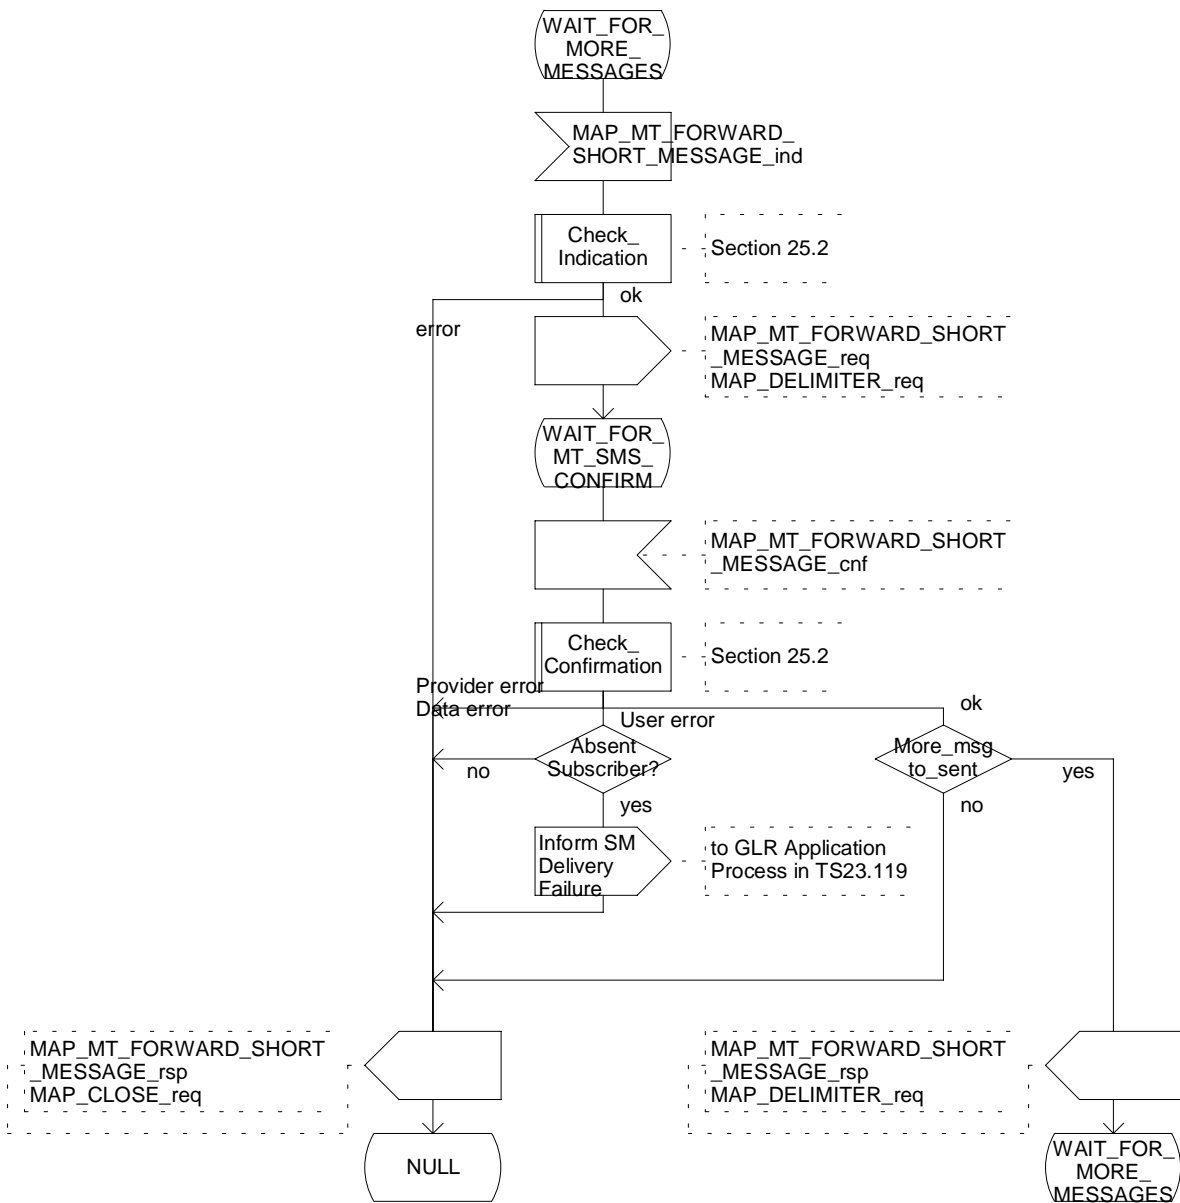 WAIT_FOR_
MORE_
MESSAGES
MAP_MT_FORWARD_
SHORT_MESSAGE_ind
Check_
Indication
Section 25.2
ok
error
MAP_MT_FORWARD_SHORT
_MESSAGE_req
MAP_DELIMITER_req
WAIT_FOR_
MT_SMS_
CONFIRM
MAP_MT_FORWARD_SHORT
_MESSAGE_cnf
Check_
Confirmation
Section 25.2
Provider error
Data error
User error
ok
Absent
Subscriber?
no
yes
More_msg
to_sent
yes
no
Inform SM
Delivery
Failure
to GLR Application
Process in TS23.119
MAP_MT_FORWARD_SHORT
_MESSAGE_rsp
MAP_CLOSE_req
MAP_MT_FORWARD_SHORT
_MESSAGE_rsp
MAP_DELIMITER_req
NULL
WAIT_FOR_
MORE_
MESSAGES